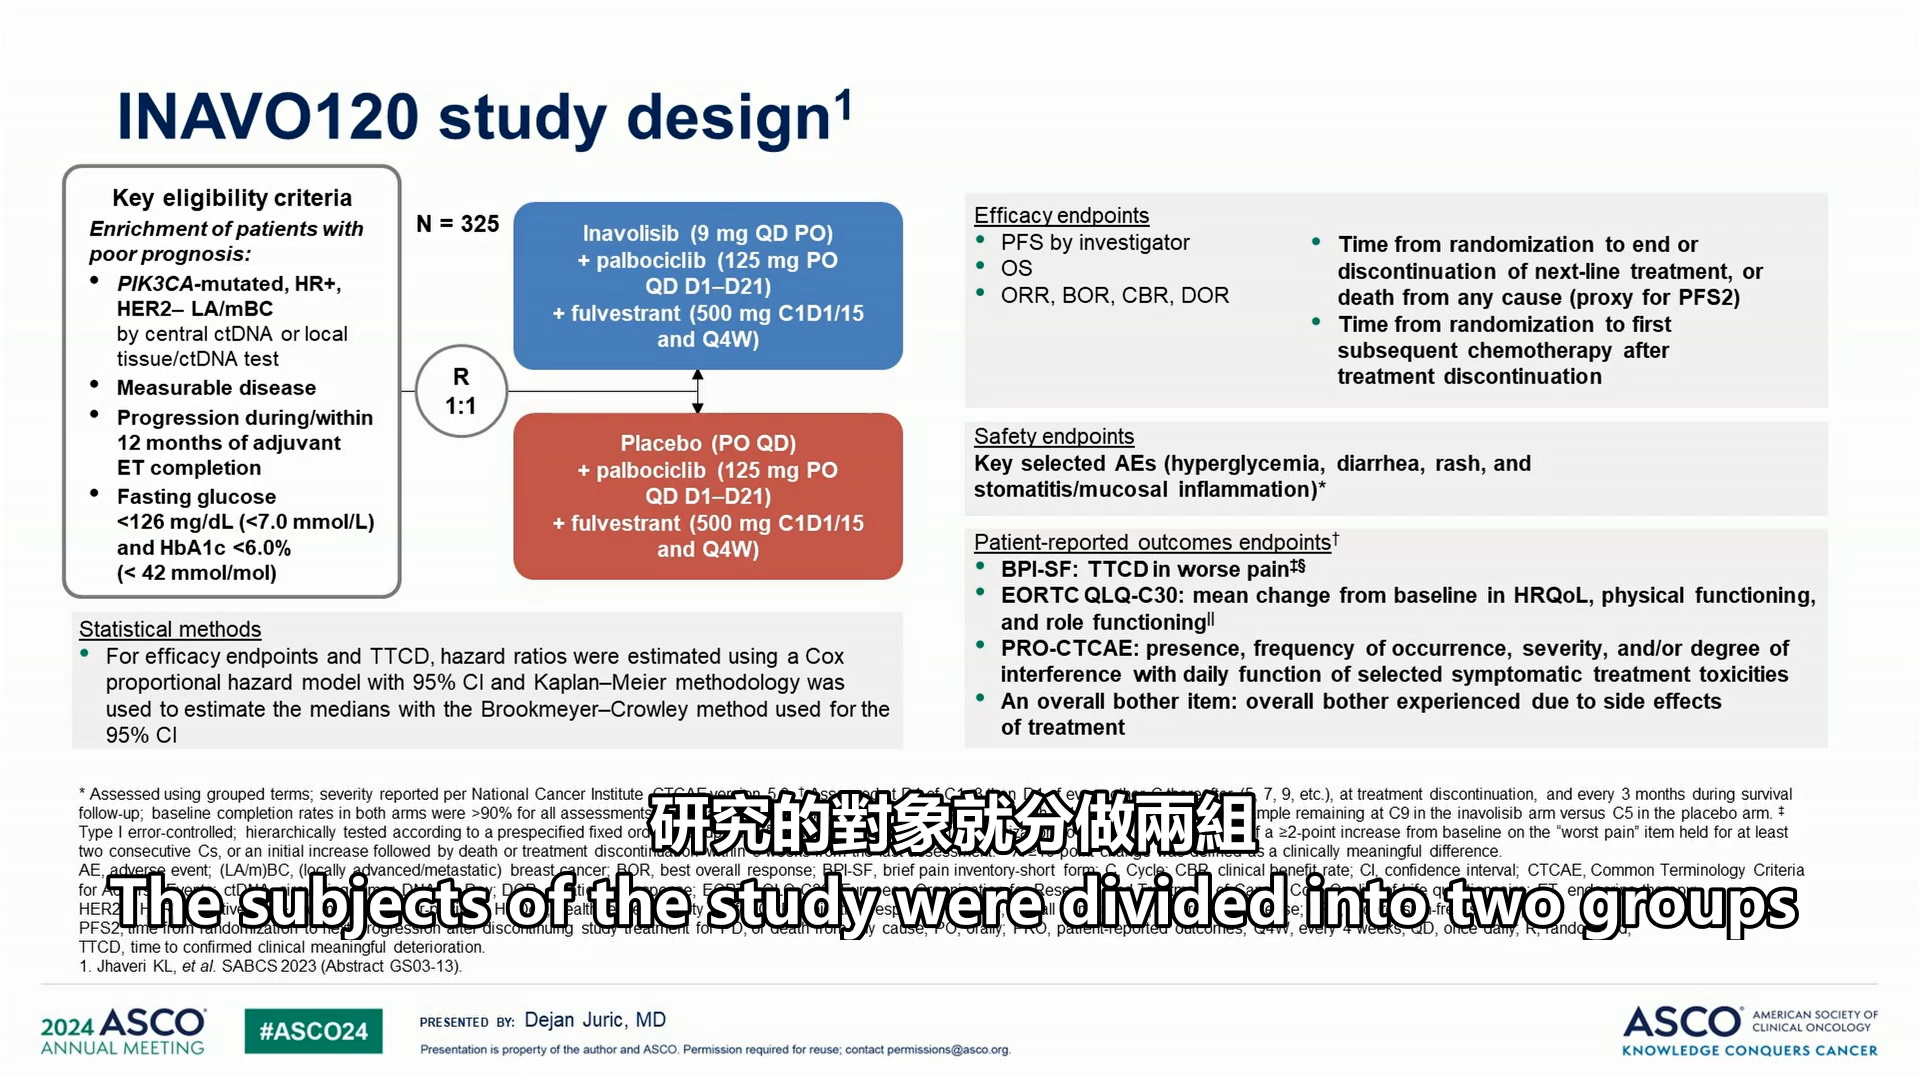 INAVO120 study design1
Key eligibility criteria
Enrichment of patients with
poor prognosis:
• PIK3CA-mutated, HR+,
HER2– LA/mBC
by central ctDNA or local
tissue/ctDNA test
• Measurable disease
• Progression during/within
12 months of adjuvant
ET completion
• Fasting glucose
<126 mg/dL (<7.0 mmol/L)
and HbA1c <6.0%
(< 42 mmol/mol)
N = 325
R
1:1
Inavolisib (9 mg QD PO)
+ palbociclib (125 mg PO
QD D1–D21)
+ fulvestrant (500 mg C1D1/15
and Q4W)
Placebo (PO QD)
+ palbociclib (125 mg PO
QD D1–D21)
+ fulvestrant (500 mg C1D1/15
and Q4W)
Statistical methods
• For efficacy endpoints and TTCD, hazard ratios were estimated using a Cox
proportional hazard model with 95% CI and Kaplan–Meier methodology was
used to estimate the medians with the Brookmeyer–Crowley method used for the
95% CI
Efficacy endpoints
• PFS by investigator
• OS
• ORR, BOR, CBR, DOR
• Time from randomization to end or
discontinuation of next-line treatment, or
death from any cause (proxy for PFS2)
• Time from randomization to first
subsequent chemotherapy after
treatment discontinuation
Safety endpoints
Key selected AEs (hyperglycemia, diarrhea, rash, and
stomatitis/mucosal inflammation)*
Patient-reported outcomes endpoints†
• BPI-SF: TTCD in worse pain‡§
• EORTC QLQ-C30: mean change from baseline in HRQoL, physical functioning,
and role functioning||
• PRO-CTCAE: presence, frequency of occurrence, severity, and/or degree of
interference with daily function of selected symptomatic treatment toxicities
• An overall bother item: overall bother experienced due to side effects
of treatment
* Assessed using grouped terms; severity reported per National Cancer Institute 7, 9, etc.), at treatment discontinuation, and every 3 months during survival
follow-up; baseline completion rates in both arms were >90% for all assessments remaining at C9 in the inavolisib arm versus C5 in the placebo arm. ‡
Type I error-controlled; hierarchically tested according to a prespecified fixed of a ≥2-point increase from baseline on the "worst pain" item held for at least
two consecutive Cs, or an initial increase followed by death or treatment as a clinically meaningful difference.
AE, adverse event; (LA/m)BC, (locally advanced/metastatic) breast cancer; BOR, best overall response; BPI-SF, brief pain inventory-short form; C, Cycle; CBR, clinical benefit rate; CI, confidence interval; CTCAE, Common Terminology Criteria
for
HER2
PFS2, time from randomization to
TTCD, time to confirmed clinical meaningful deterioration.
1. Jhaveri KL, et al. SABCS 2023 (Abstract GS03-13).
研究的對象就分做兩組
The subjects of the study were divided into two groups
2024 ASCO
ANNUAL MEETING
#ASCO24
PRESENTED BY: Dejan Juric, MD
Presentation is property of the author and ASCO. Permission required for reuse; contact permissions@asco.org.
ASCO AMERICAN SOCIETY OF
CLINICAL ONCOLOGY
KNOWLEDGE CONQUERS CANCER